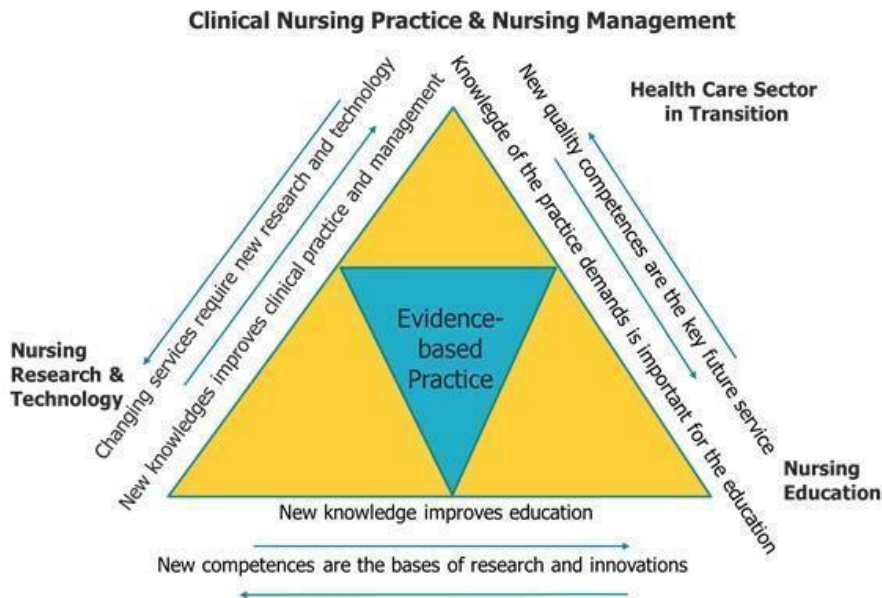 Clinical Nursing Practice & Nursing Management
Health Care Sector
in Transition
Changing services require new research and technology
New knowledges improves clinical practice and management
Knowlegde of the practice demands is important for the education
New quality competences are the key future service
Evidence-
based
Practice
Nursing
Research &
Technology
Nursing
Education
New knowledge improves education
New competences are the bases of research and innovations